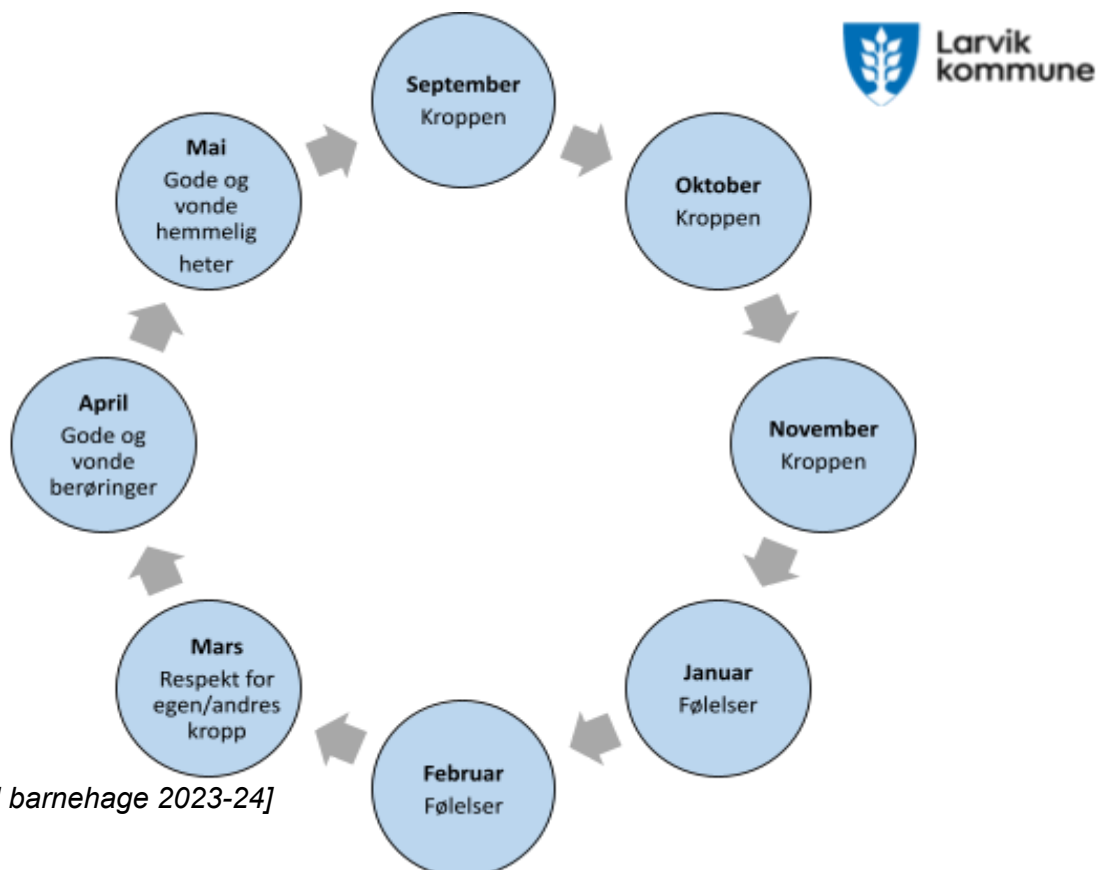 Larvik
kommune
September
Kroppen
Oktober
Kroppen
November
Kroppen
Januar
Følelser
Februar
Følelser
Mars
Respekt for
egen/andres
kropp
April
Gode og
vonde
berøringer
Mai
Gode og
vonde
hemmelig
heter
barnehage 2023-24]